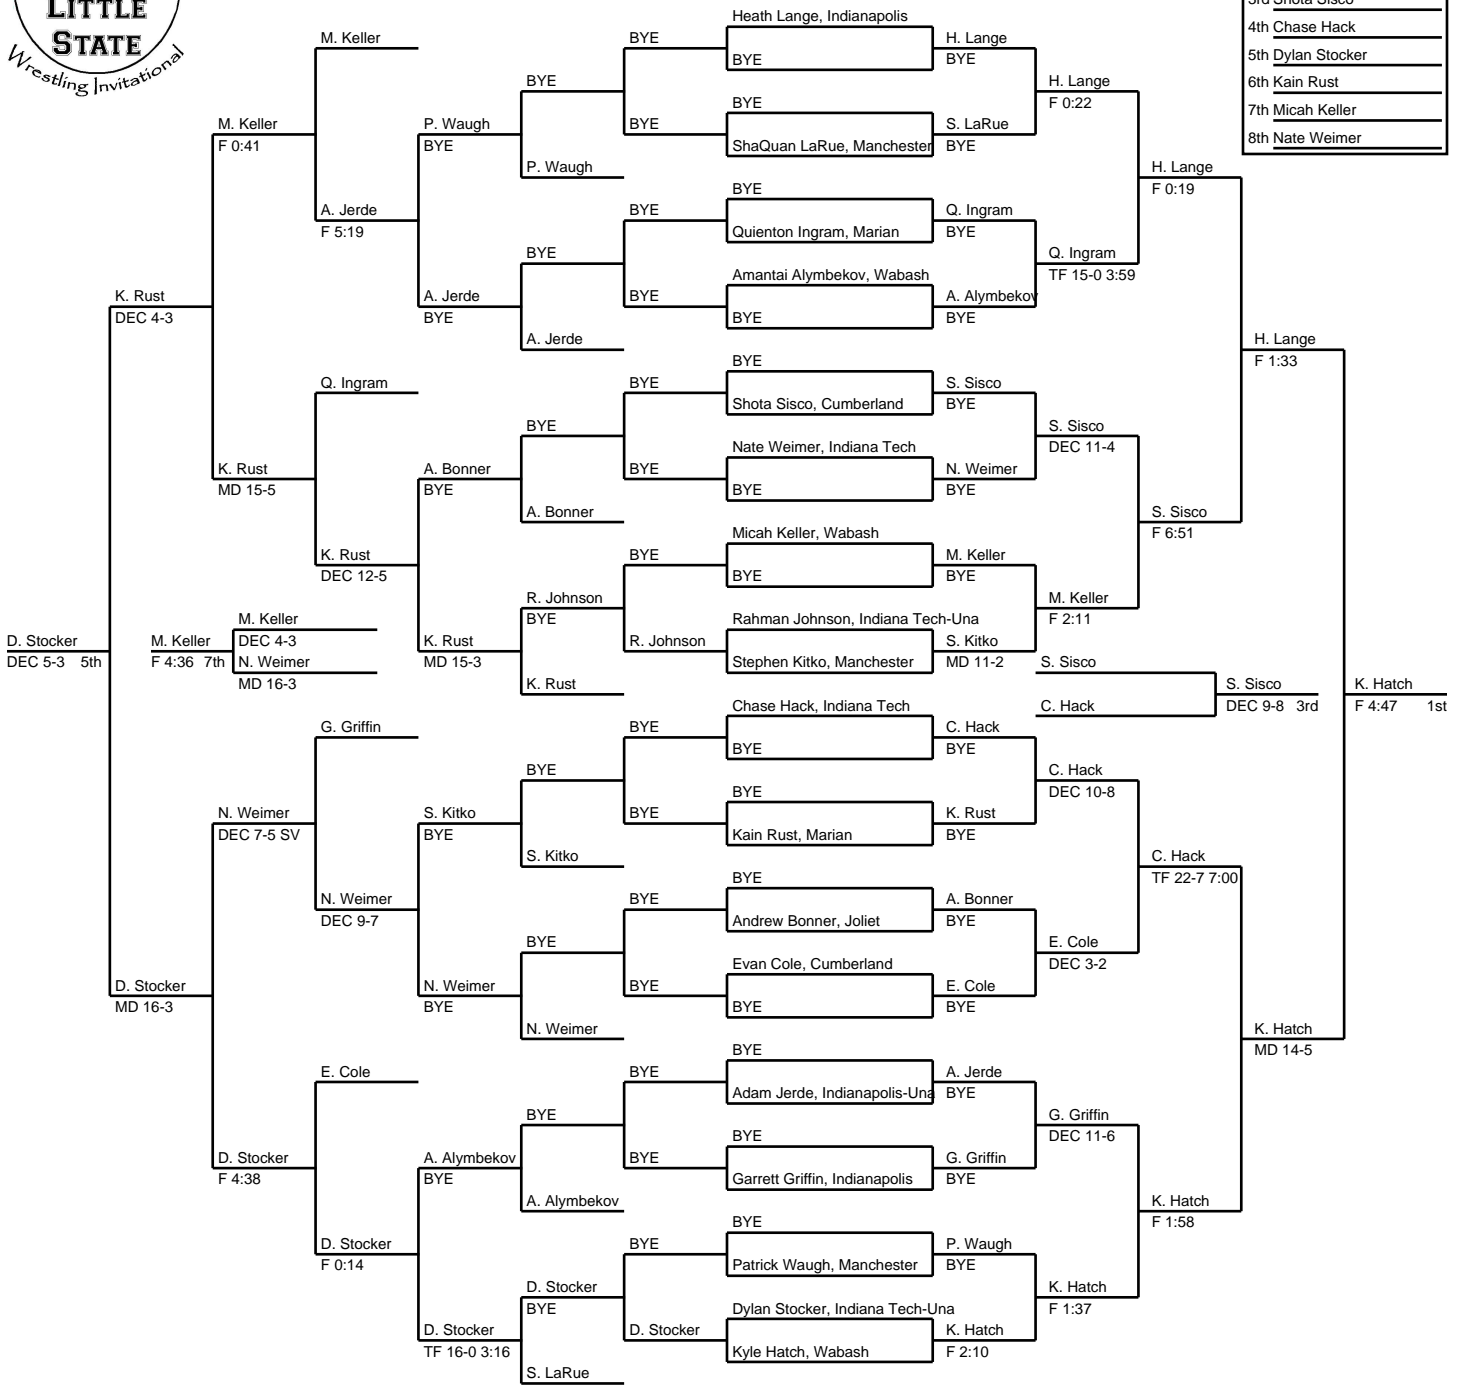 LITTLE
STATE
Wrestling Invitational
3rd Shota Sisco
4th Chase Hack
5th Dylan Stocker
6th Kain Rust
7th Micah Keller
8th Nate Weimer
D. Stocker
DEC 5-3 5th
K. Rust
DEC 4-3
D. Stocker
MD 16-3
M. Keller
F 4:36 7th
M. Keller
DEC 4-3
N. Weimer
MD 16-3
M. Keller
F 0:41
K. Rust
MD 15-5
N. Weimer
DEC 7-5 SV
D. Stocker
F 4:38
M. Keller
A. Jerde
F 5:19
Q. Ingram
K. Rust
DEC 12-5
G. Griffin
N. Weimer
DEC 9-7
E. Cole
D. Stocker
F 0:14
P. Waugh
BYE
A. Jerde
BYE
A. Bonner
BYE
K. Rust
MD 15-3
S. Kitko
BYE
N. Weimer
BYE
A. Alymbekov
BYE
D. Stocker
TF 16-0 3:16
BYE
P. Waugh
BYE
A. Jerde
BYE
A. Bonner
R. Johnson
BYE
K. Rust
BYE
S. Kitko
BYE
N. Weimer
BYE
A. Alymbekov
D. Stocker
BYE
S. LaRue
BYE
BYE
BYE
BYE
BYE
BYE
BYE
R. Johnson
BYE
BYE
BYE
BYE
BYE
BYE
BYE
D. Stocker
Heath Lange, Indianapolis
BYE
BYE
ShaQuan LaRue, Manchester
BYE
Quienton Ingram, Marian
Amantai Alymbekov, Wabash
BYE
BYE
Shota Sisco, Cumberland
Nate Weimer, Indiana Tech
BYE
Micah Keller, Wabash
BYE
Rahman Johnson, Indiana Tech-Una
Stephen Kitko, Manchester
Chase Hack, Indiana Tech
BYE
BYE
Kain Rust, Marian
BYE
Andrew Bonner, Joliet
Evan Cole, Cumberland
BYE
BYE
Adam Jerde, Indianapolis-Una
BYE
Garrett Griffin, Indianapolis
BYE
Patrick Waugh, Manchester
Dylan Stocker, Indiana Tech-Una
Kyle Hatch, Wabash
H. Lange
BYE
S. LaRue
BYE
Q. Ingram
BYE
A. Alymbekov
BYE
S. Sisco
BYE
N. Weimer
BYE
M. Keller
BYE
S. Kitko
MD 11-2
C. Hack
BYE
K. Rust
BYE
A. Bonner
BYE
E. Cole
BYE
A. Jerde
BYE
G. Griffin
BYE
P. Waugh
BYE
K. Hatch
F 2:10
H. Lange
F 0:22
Q. Ingram
TF 15-0 3:59
S. Sisco
DEC 11-4
M. Keller
F 2:11
S. Sisco
C. Hack
C. Hack
DEC 10-8
E. Cole
DEC 3-2
G. Griffin
DEC 11-6
K. Hatch
F 1:37
H. Lange
F 0:19
S. Sisco
F 6:51
C. Hack
TF 22-7 7:00
K. Hatch
F 1:58
S. Sisco
DEC 9-8 3rd
H. Lange
F 1:33
K. Hatch
MD 14-5
K. Hatch
F 4:47 1st